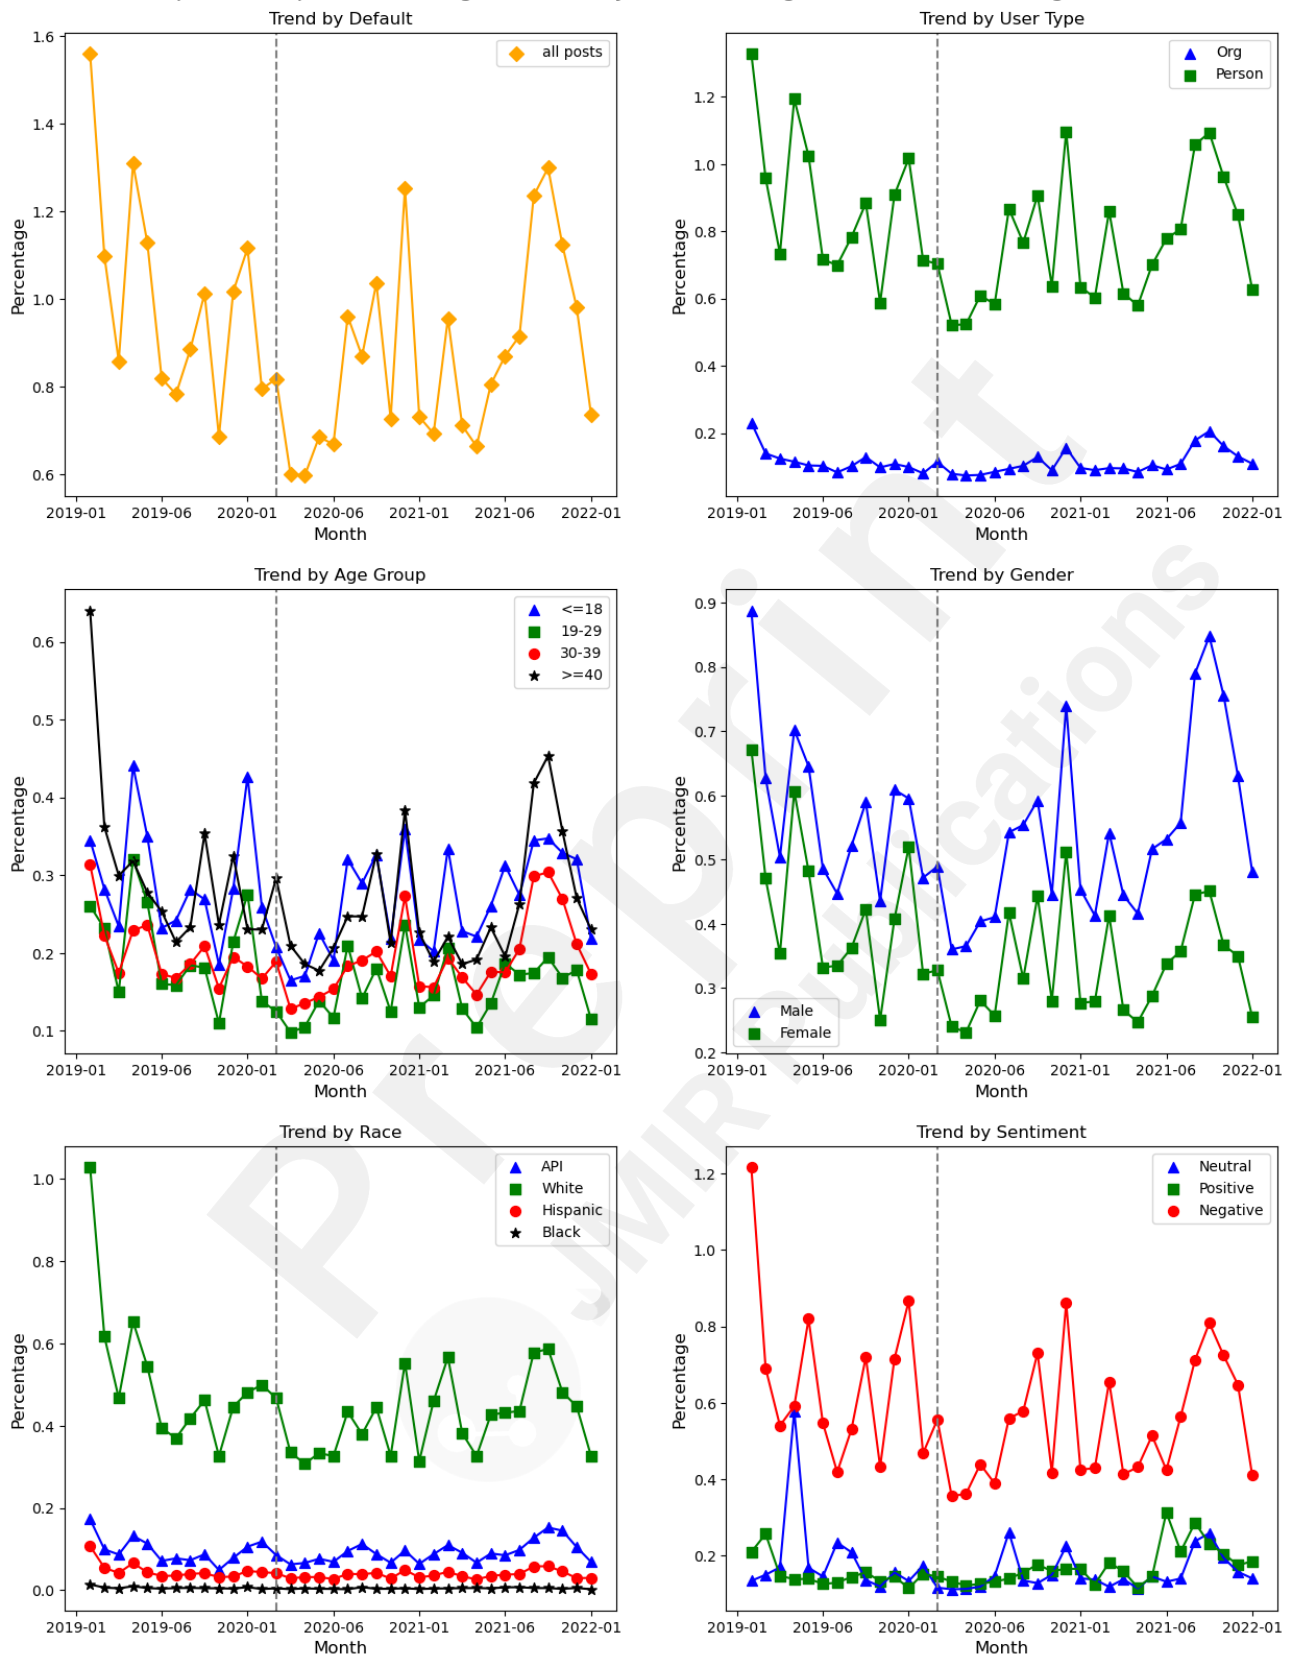 Trend by Default
Percentage
1.6
1.4
1.2
1.0
0.8
0.6
all posts
2019-01 2019-06 2020-01 2020-06 2021-01 2021-06 2022-01
Month
Trend by User Type
Percentage
1.2
1.0
0.8
0.6
0.4
0.2
Org
Person
2019-01 2019-06 2020-01 2020-06 2021-01 2021-06 2022-01
Month
Trend by Age Group
Percentage
0.6
0.5
0.4
0.3
0.2
0.1
<=18
19-29
30-39
>=40
2019-01 2019-06 2020-01 2020-06 2021-01 2021-06 2022-01
Month
Trend by Gender
Percentage
0.9
0.8
0.7
0.6
0.5
0.4
0.3
0.2
Male
Female
2019-01 2019-06 2020-01 2020-06 2021-01 2021-06 2022-01
Month
Trend by Race
Percentage
1.0
0.8
0.6
0.4
0.2
0.0
API
White
Hispanic
Black
2019-01 2019-06 2020-01 2020-06 2021-01 2021-06 2022-01
Month
Trend by Sentiment
Percentage
1.2
1.0
0.8
0.6
0.4
0.2
Neutral
Positive
Negative
2019-01 2019-06 2020-01 2020-06 2021-01 2021-06 2022-01
Month
Preprint
JMIR Publications